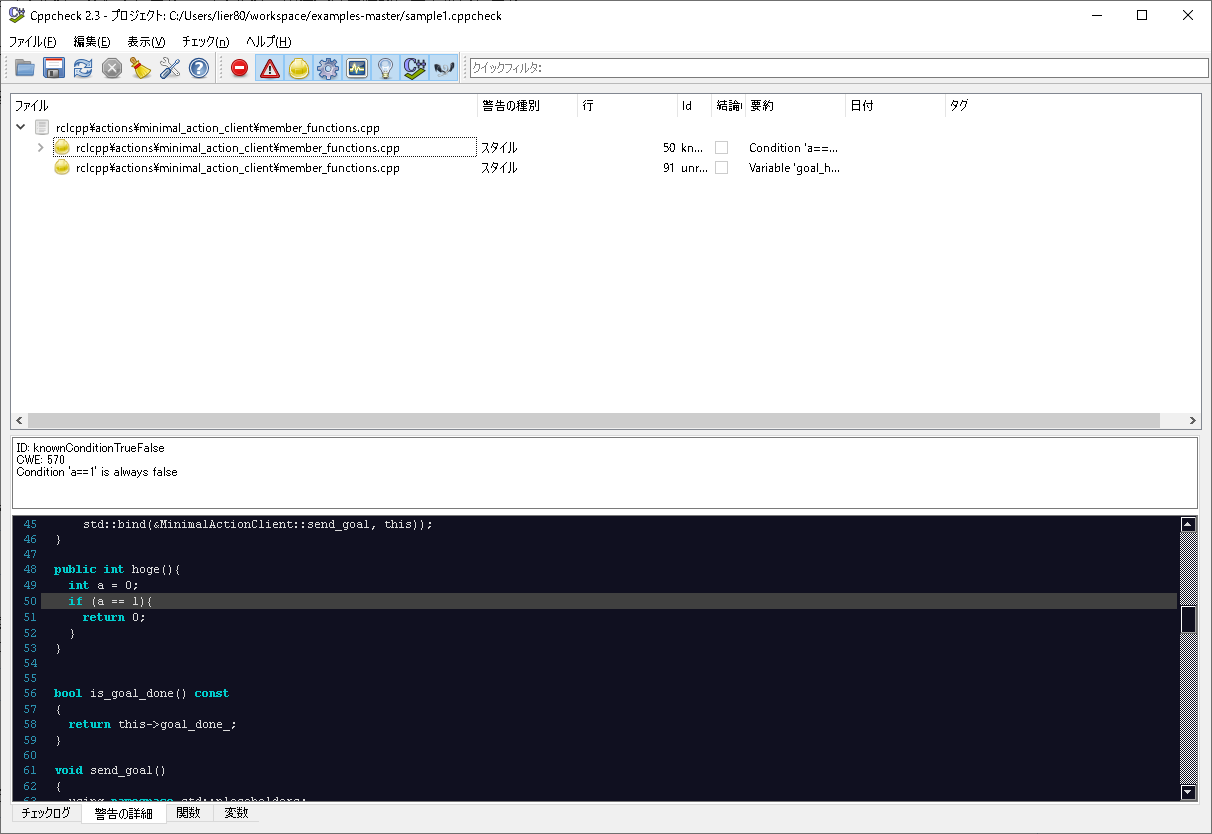 Cppcheck 2.3 - プロジェクト: C:/Users/lier80/workspace/examples-master/sample1.cppcheck
ファイル(F) 編集(E) 表示(V) チェック(n) ヘルプ(H)
クイックフィルタ:
ファイル 警告の種別 行 Id 結論 要約 日付 タグ
rclcpp¥actions¥minimal_action_client¥member_functions.cpp
rclcpp¥actions¥minimal_action_client¥member_functions.cpp スタイル 50 kn... Condition 'a==...
rclcpp¥actions¥minimal_action_client¥member_functions.cpp スタイル 91 unr... Variable 'goal_h...
ID: knownConditionTrueFalse
CWE: 570
Condition 'a==1' is always false
45 std::bind(&MinimalActionClient::send_goal, this));
46 }
47
48 public int hoge(){
49 int a = 0;
50 if (a == 1){
51 return 0;
52 }
53 }
54
55
56 bool is_goal_done() const
57 {
58 return this->goal_done_;
59 }
60
61 void send_goal()
62 {
63 using namespace std::placeholders;
チェックログ 警告の詳細 関数 変数